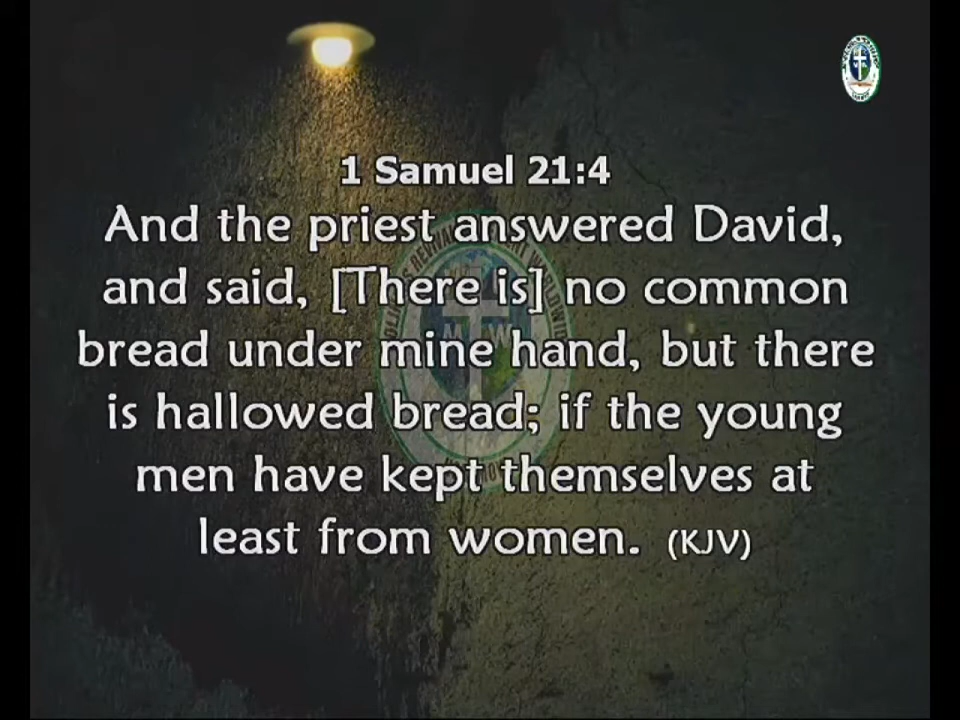 1 Samuel 21:4
And the priest answered David,
and said, [There is] no common
bread under mine hand, but there
is hallowed bread; if the young
men have kept themselves at
least from women. (KJV)